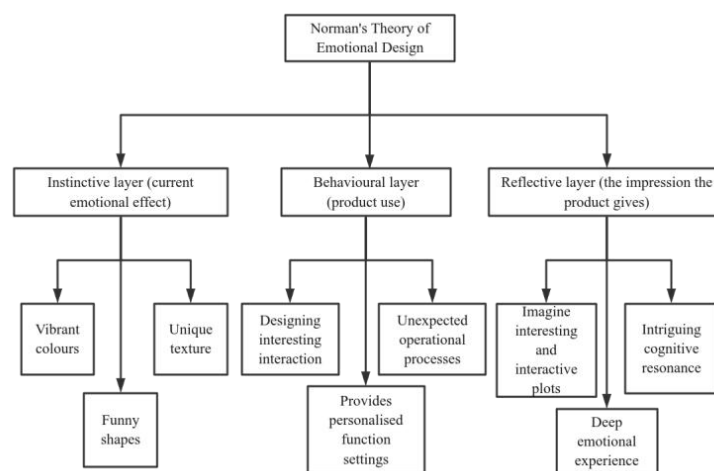 Norman's Theory of
Emotional Design
Instinctive layer (current
emotional effect)
Behavioural layer
(product use)
Reflective layer (the impression the
product gives)
Vibrant
colours
Unique
texture
Funny
shapes
Designing
interesting
interaction
Unexpected
operational
processes
Provides
personalised
function
settings
Imagine
interesting
and
interactive
plots
Intriguing
cognitive
resonance
Deep
emotional
experience